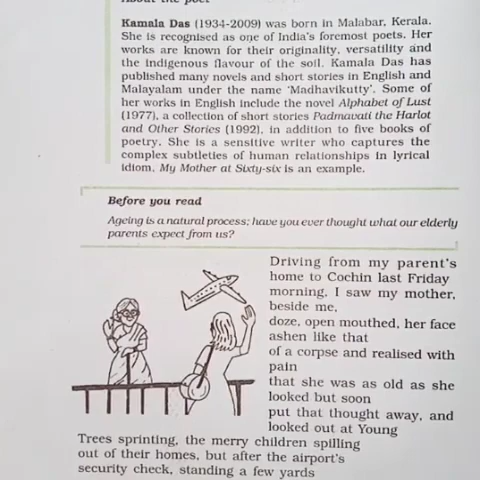 About the poet
Kamala Das (1934-2009) was born in Malabar, Kerala.
She is recognised as one of India's foremost poets. Her
works are known for their originality, versatility and
the indigenous flavour of the soil. Kamala Das has
published many novels and short stories in English and
Malayalam under the name 'Madhavikutty'. Some of
her works in English include the novel Alphabet of Lust
(1977), a collection of short stories Padmavati the Harlot
and Other Stories (1992), in addition to five books of
poetry. She is a sensitive writer who captures the
complex subtleties of human relationships in lyrical
idiom. My Mother at Sixty-six is an example.
Before you read
Ageing is a natural process; have you ever thought what our elderly
parents expect from us?
Driving from my parent's
home to Cochin last Friday
morning, I saw my mother,
beside me,
doze, open mouthed, her face
ashen like that
of a corpse and realised with
pain
that she was as old as she
looked but soon
put that thought away, and
looked out at Young
Trees sprinting, the merry children spilling
out of their homes, but after the airport's
security check, standing a few yards